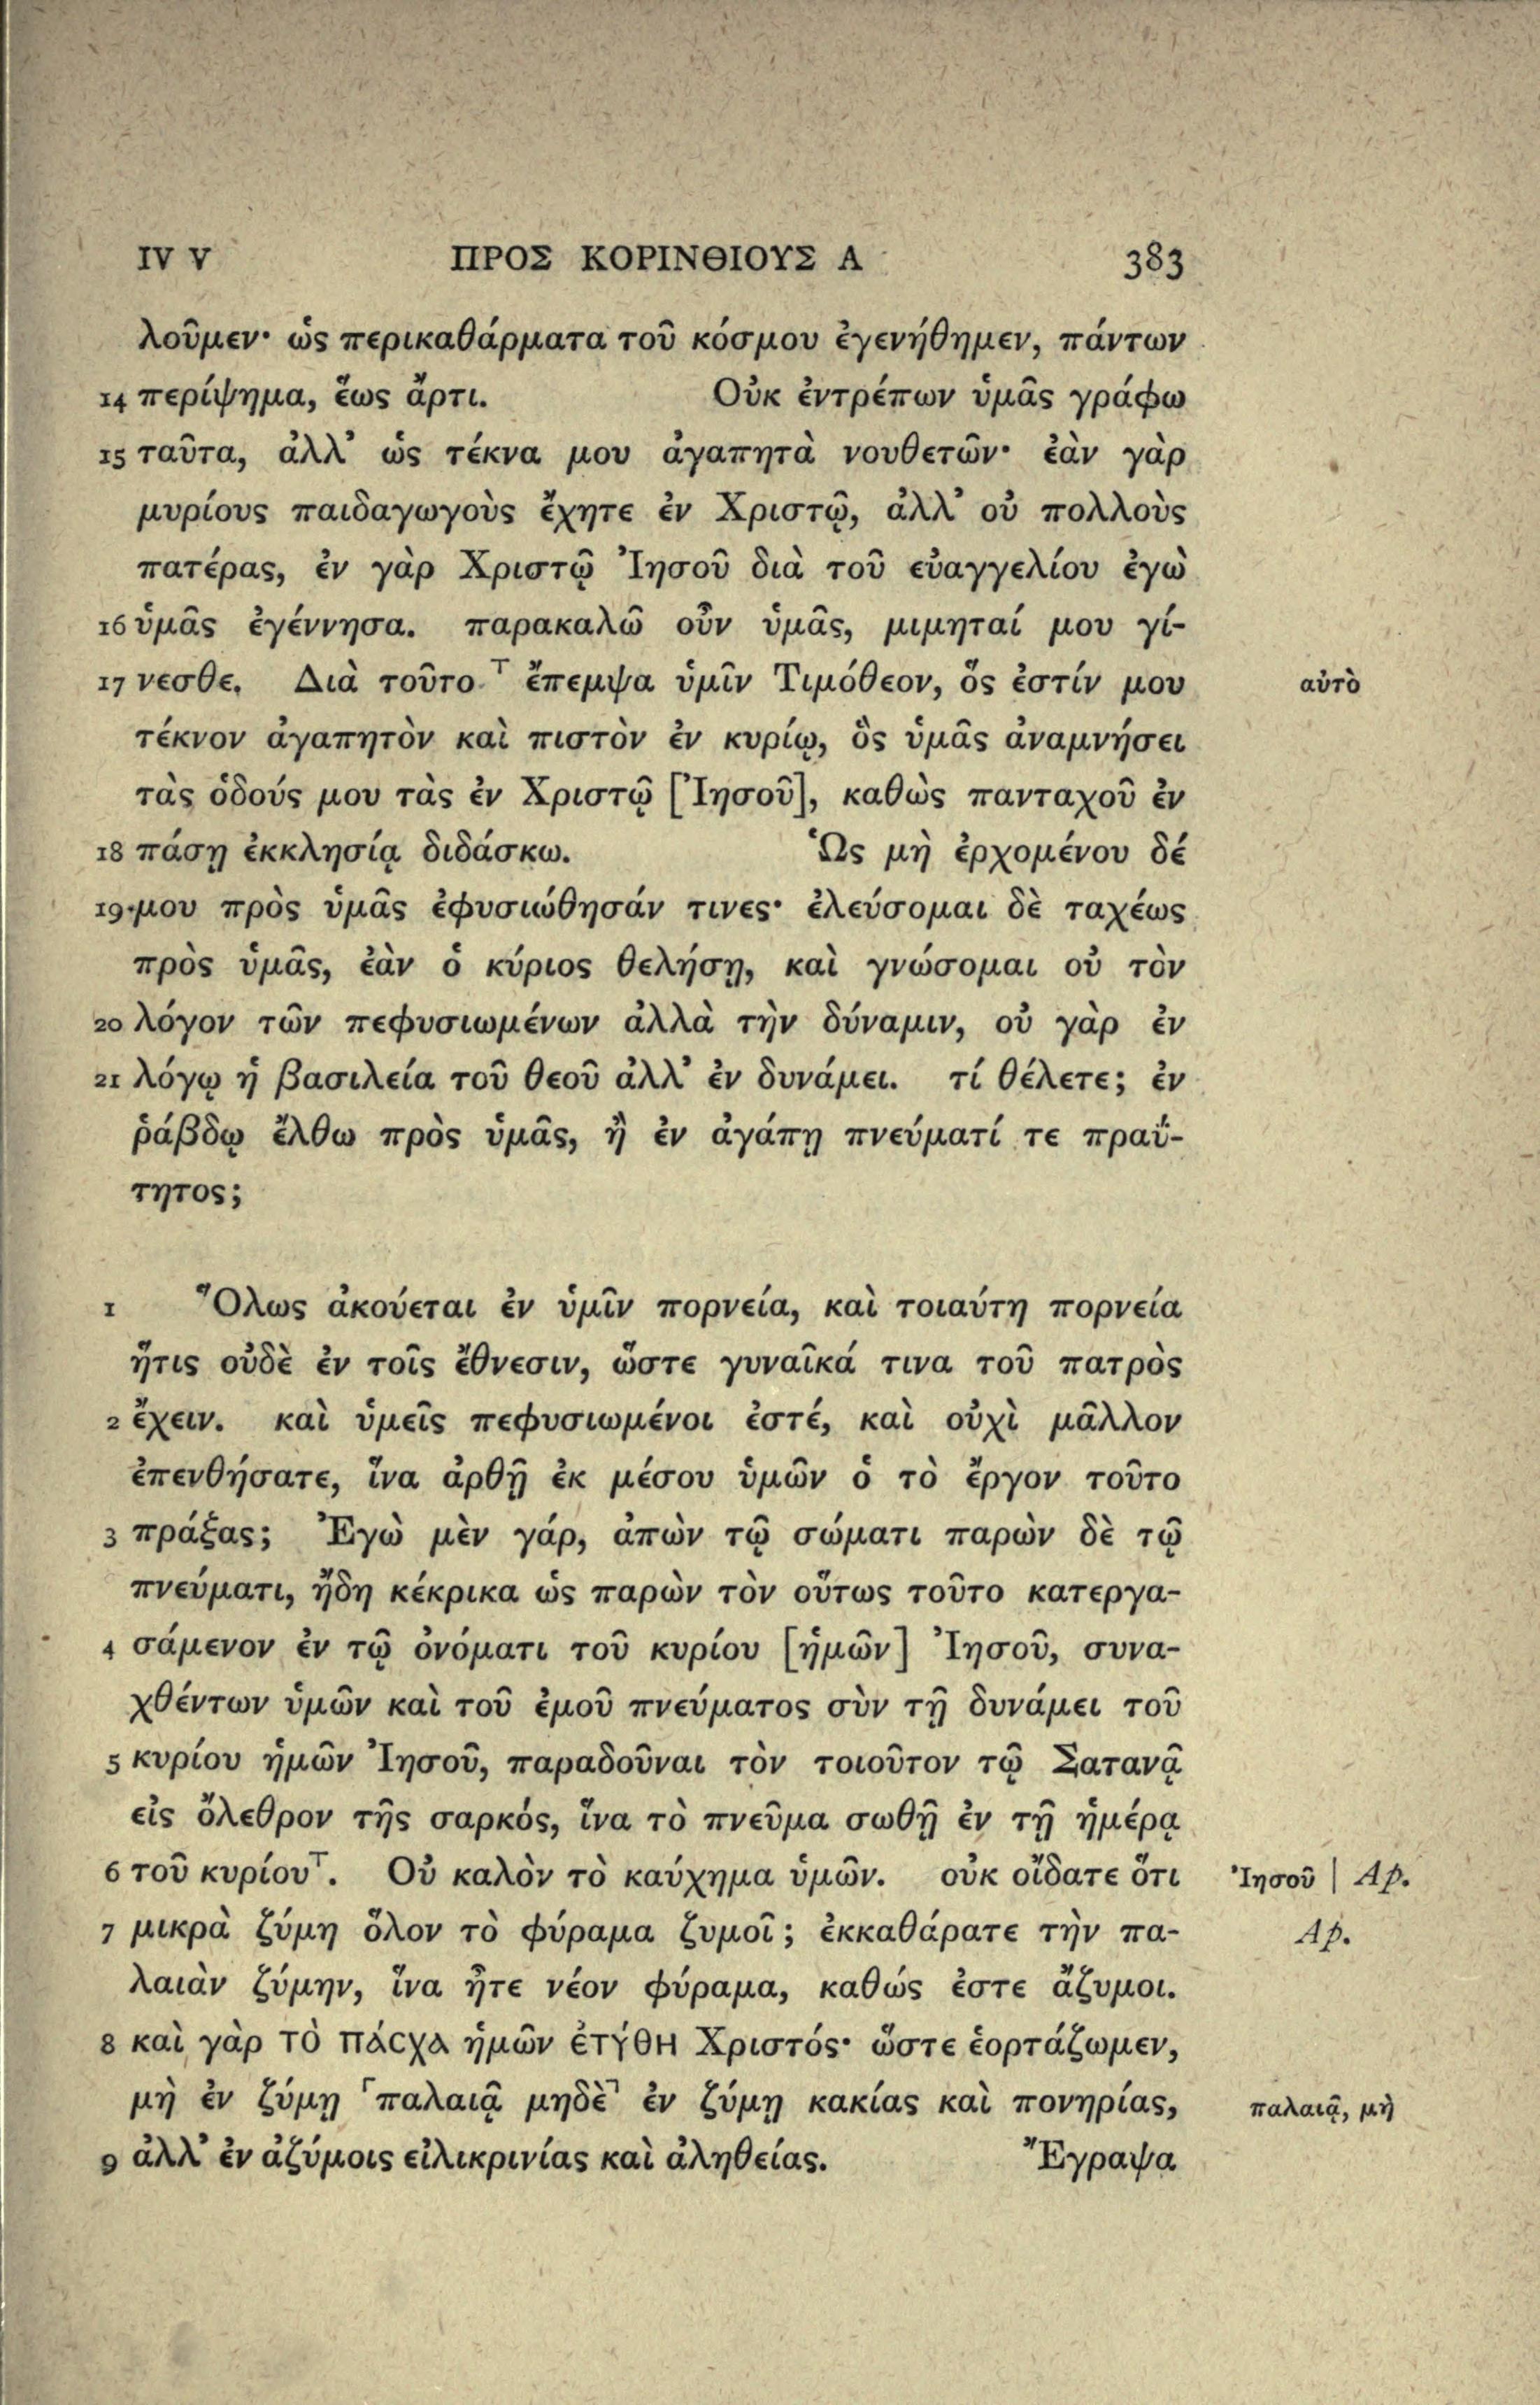 IV V ΠΡΟΣ ΚΟΡΙΝΘΙΟΥΣ Α 383
λοῦμεν· ὡς περικαθάρματα τοῦ κόσμου ἐγενήθημεν, πάντων
14 περίψημα, ἕως ἄρτι. Οὐκ ἐντρέπων ὑμᾶς γράφω
15 ταῦτα, ἀλλ’ ὡς τέκνα μου ἀγαπητὰ νουθετῶν· ἐὰν γὰρ
μυρίους παιδαγωγοὺς ἔχητε ἐν Χριστῷ, ἀλλ’ οὐ πολλοὺς
πατέρας, ἐν γὰρ Χριστῷ Ἰησοῦ διὰ τοῦ εὐαγγελίου ἐγὼ
16 ὑμᾶς ἐγέννησα. παρακαλῶ οὖν ὑμᾶς, μιμηταί μου γί-
17 νεσθε. Διὰ τοῦτο ⸆ ἔπεμψα ὑμῖν Τιμόθεον, ὅς ἐστίν μου αὐτὸ
τέκνον ἀγαπητὸν καὶ πιστὸν ἐν κυρίῳ, ὃς ὑμᾶς ἀναμνήσει
τὰς ὁδούς μου τὰς ἐν Χριστῷ [Ἰησοῦ], καθὼς πανταχοῦ ἐν
18 πάσῃ ἐκκλησίᾳ διδάσκω. Ὡς μὴ ἐρχομένου δέ
19 μου πρὸς ὑμᾶς ἐφυσιώθησάν τινες· ἐλεύσομαι δὲ ταχέως
πρὸς ὑμᾶς, ἐὰν ὁ κύριος θελήσῃ, καὶ γνώσομαι οὐ τὸν
20 λόγον τῶν πεφυσιωμένων ἀλλὰ τὴν δύναμιν, οὐ γὰρ ἐν
21 λόγῳ ἡ βασιλεία τοῦ θεοῦ ἀλλ’ ἐν δυνάμει. τί θέλετε; ἐν
ῥάβδῳ ἔλθω πρὸς ὑμᾶς, ἢ ἐν ἀγάπῃ πνεύματί τε πραΰ-
τητος;
1 Ὅλως ἀκούεται ἐν ὑμῖν πορνεία, καὶ τοιαύτη πορνεία
ἥτις οὐδὲ ἐν τοῖς ἔθνεσιν, ὥστε γυναῖκά τινα τοῦ πατρὸς
2 ἔχειν. καὶ ὑμεῖς πεφυσιωμένοι ἐστέ, καὶ οὐχὶ μᾶλλον
ἐπενθήσατε, ἵνα ἀρθῇ ἐκ μέσου ὑμῶν ὁ τὸ ἔργον τοῦτο
3 πράξας; Ἐγὼ μὲν γάρ, ἀπὼν τῷ σώματι παρὼν δὲ τῷ
πνεύματι, ἤδη κέκρικα ὡς παρὼν τὸν οὕτως τοῦτο κατεργα-
4 σάμενον ἐν τῷ ὀνόματι τοῦ κυρίου [ἡμῶν] Ἰησοῦ, συνα-
χθέντων ὑμῶν καὶ τοῦ ἐμοῦ πνεύματος σὺν τῇ δυνάμει τοῦ
5 κυρίου ἡμῶν Ἰησοῦ, παραδοῦναι τὸν τοιοῦτον τῷ Σατανᾷ
εἰς ὄλεθρον τῆς σαρκός, ἵνα τὸ πνεῦμα σωθῇ ἐν τῇ ἡμέρᾳ
6 τοῦ κυρίου⸆. Οὐ καλὸν τὸ καύχημα ὑμῶν. οὐκ οἴδατε ὅτι Ἰησοῦ | Ap.
7 μικρὰ ζύμη ὅλον τὸ φύραμα ζυμοῖ; ἐκκαθάρατε τὴν πα- Ap.
λαιὰν ζύμην, ἵνα ἦτε νέον φύραμα, καθώς ἐστε ἄζυμοι.
8 καὶ γὰρ τὸ πάσχα ἡμῶν ἐτύθη Χριστός· ὥστε ἑορτάζωμεν,
μὴ ἐν ζύμῃ ⸂παλαιᾷ μηδὲ⸃ ἐν ζύμῃ κακίας καὶ πονηρίας, παλαιᾷ, μὴ
9 ἀλλ’ ἐν ἀζύμοις εἰλικρινίας καὶ ἀληθείας. Ἔγραψα